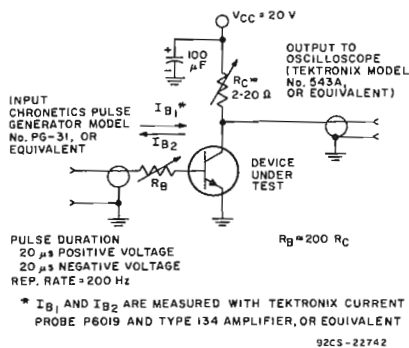 VCC = 20 V
100 μF
RC*
2-20 Ω
OUTPUT TO
OSCILLOSCOPE
(TEKTRONIX MODEL
No. 543A,
OR EQUIVALENT)
INPUT
CHRONETICS PULSE
GENERATOR MODEL
No. PG-31, OR
EQUIVALENT
IB1*
IB2
RB
DEVICE
UNDER
TEST
PULSE DURATION
20 μs POSITIVE VOLTAGE
20 μs NEGATIVE VOLTAGE
REP. RATE = 200 Hz
RB ≈ 200 RC
* IB1 AND IB2 ARE MEASURED WITH TEKTRONIX CURRENT
PROBE P6019 AND TYPE 134 AMPLIFIER, OR EQUIVALENT
92CS-22742